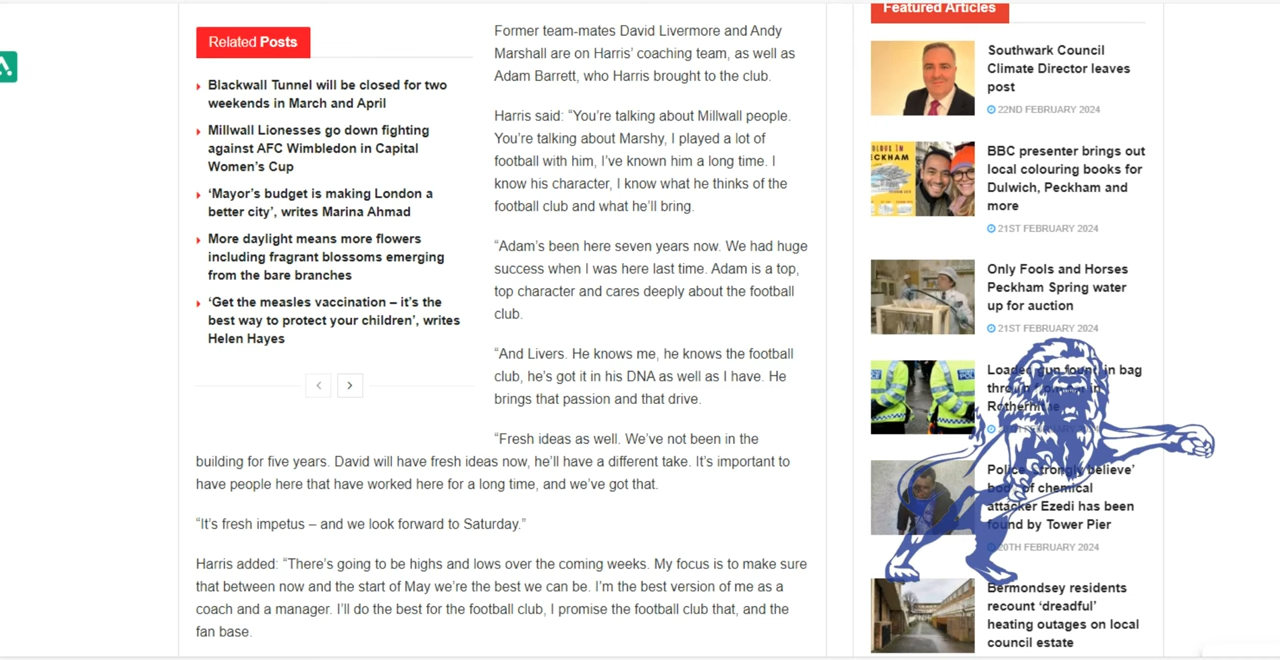 Related Posts
Blackwall Tunnel will be closed for two
weekends in March and April
Millwall Lionesses go down fighting
against AFC Wimbledon in Capital
Women’s Cup
‘Mayor’s budget is making London a
better city’, writes Marina Ahmad
More daylight means more flowers
including fragrant blossoms emerging
from the bare branches
‘Get the measles vaccination – it’s the
best way to protect your children’, writes
Helen Hayes
Former team-mates David Livermore and Andy
Marshall are on Harris’ coaching team, as well as
Adam Barrett, who Harris brought to the club.
Harris said: “You’re talking about Millwall people.
You’re talking about Marshy, I played a lot of
football with him, I’ve known him a long time. I
know his character, I know what he thinks of the
football club and what he’ll bring.
“Adam’s been here seven years now. We had huge
success when I was here last time. Adam is a top,
top character and cares deeply about the football
club.
“And Livers. He knows me, he knows the football
club, he’s got it in his DNA as well as I have. He
brings that passion and that drive.
“Fresh ideas as well. We’ve not been in the
building for five years. David will have fresh ideas now, he’ll have a different take. It’s important to
have people here that have worked here for a long time, and we’ve got that.
“It’s fresh impetus – and we look forward to Saturday.”
Harris added: “There’s going to be highs and lows over the coming weeks. My focus is to make sure
that between now and the start of May we’re the best we can be. I’m the best version of me as a
coach and a manager. I’ll do the best for the football club, I promise the football club that, and the
fan base.
Featured Articles
Southwark Council
Climate Director leaves
post
22ND FEBRUARY 2024
BBC presenter brings out
local colouring books for
Dulwich, Peckham and
more
21ST FEBRUARY 2024
Only Fools and Horses
Peckham Spring water
up for auction
21ST FEBRUARY 2024
Loaded gun found in bag
in
Rotherhithe
Police ‘strongly believe’
body of chemical
attacker Ezedi has been
found by Tower Pier
20TH FEBRUARY 2024
Bermondsey residents
recount ‘dreadful’
heating outages on local
council estate